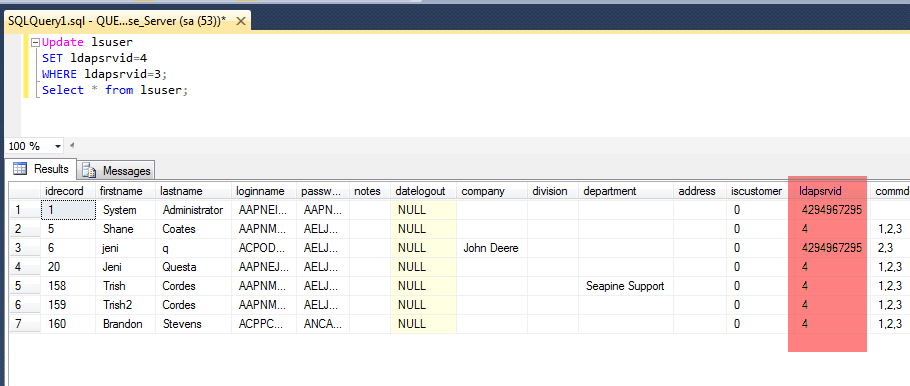 SQLQuery1.sql - QUE...se_Server (sa (53))*
Update lsuser
SET ldapsrvid=4
WHERE ldapsrvid=3;
Select * from lsuser;
100 %
Results Messages
idrecord firstname lastname loginname passw... notes datelogout company division department address iscustomer ldapsrvid commd
1 1 System Administrator AAPNEI... AAPN... NULL 0 4294967295
2 5 Shane Coates AAPNM... AELJ... NULL 0 4 1,2,3
3 6 jeni q ACPOD... AELJ... NULL John Deere 0 4294967295 2,3
4 20 Jeni Questa AAPNEJ... AELJ... NULL 0 4 1,2,3
5 158 Trish Cordes AAPNM... AELJ... NULL Seapine Support 0 4 1,2,3
6 159 Trish2 Cordes AAPNM... AELJ... NULL 0 4 1,2,3
7 160 Brandon Stevens ACPPC... ANCA... NULL 0 4 1,2,3